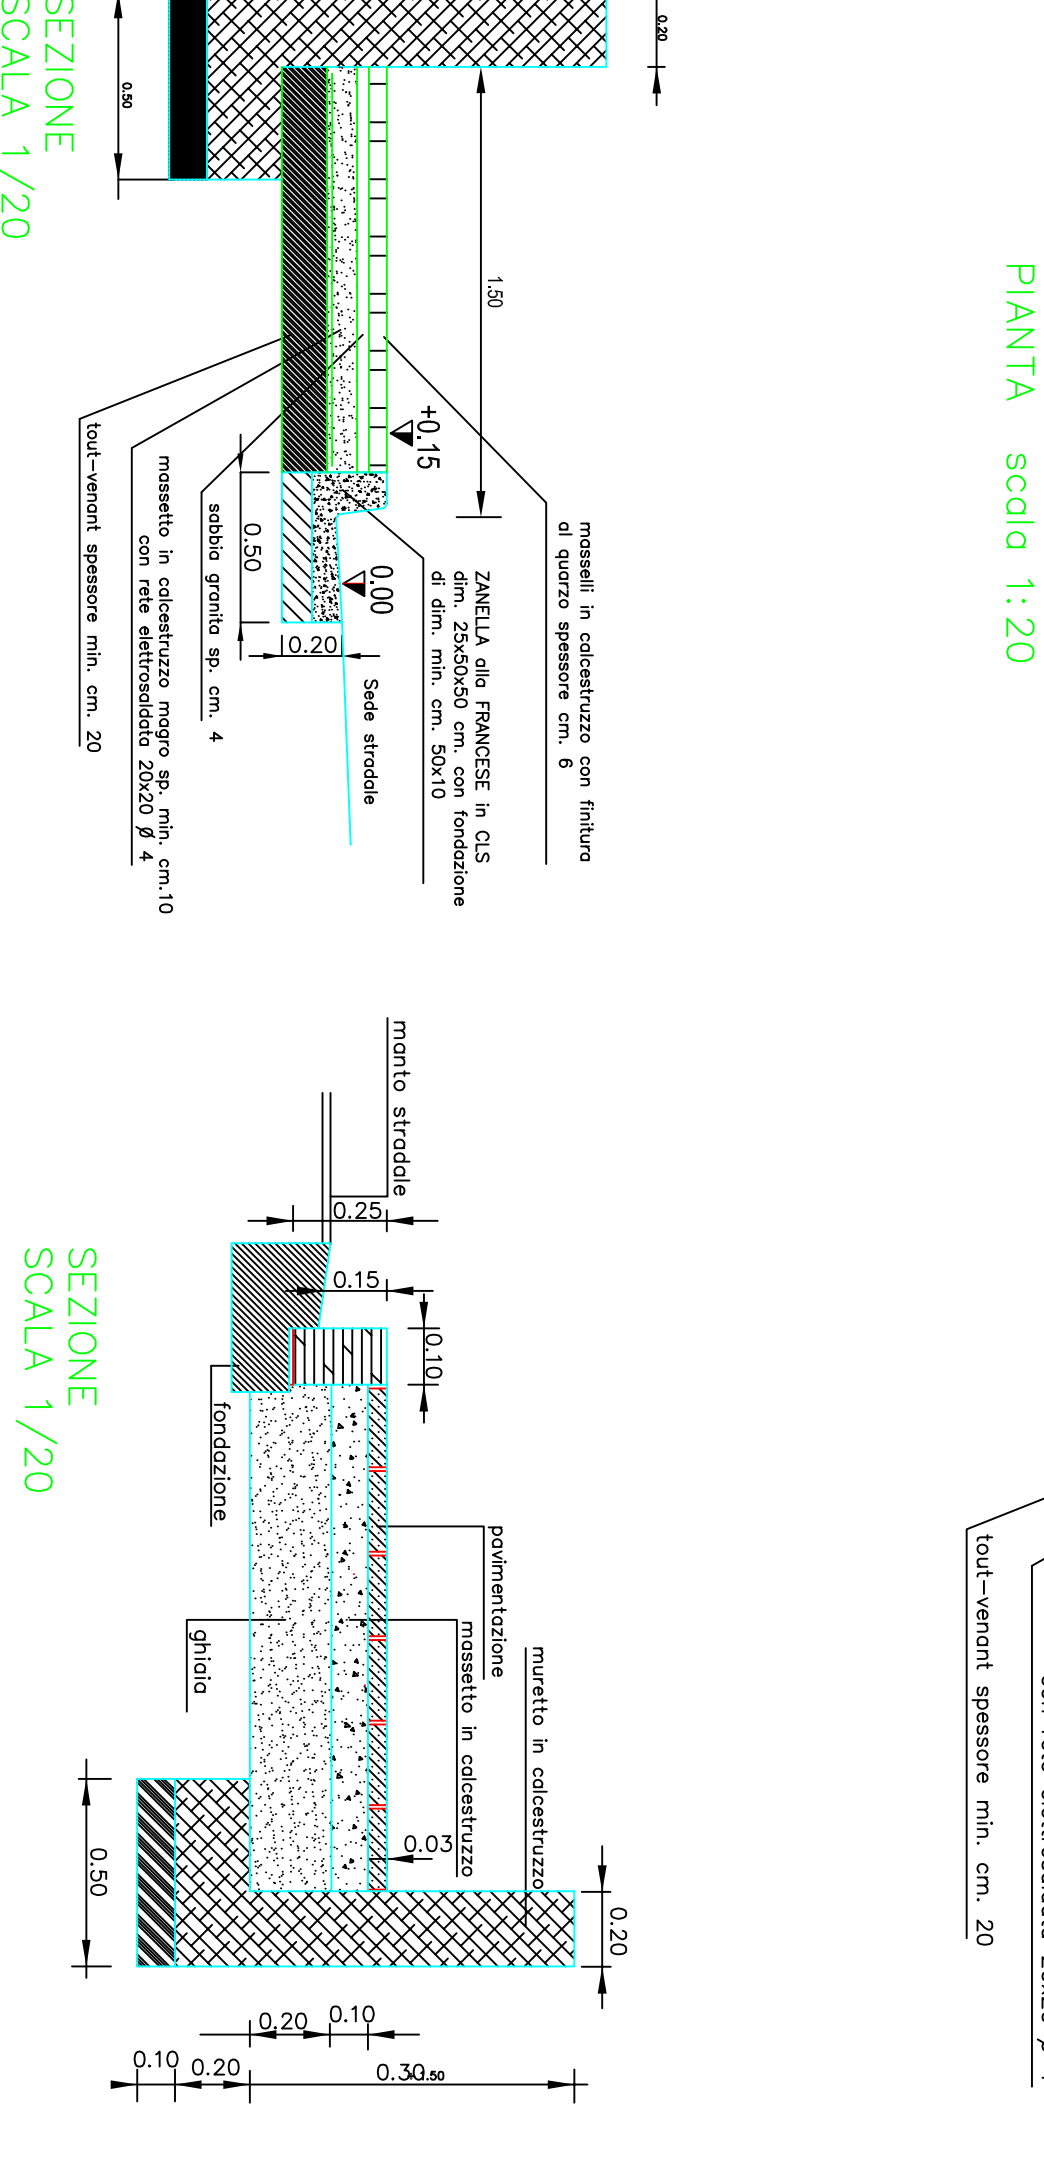 PIANTA scala 1:20
0.20
1.50
+0.15
masselli in calcestruzzo con finitura
al quarzo spessore cm. 6
ZANELLA alla FRANCESE in CLS
dim. 25x50x50 cm. con fondazione
di dim. min. cm. 50x10
0.00
Sede stradale
0.20
0.50
sabbia granita sp. cm. 4
massetto in calcestruzzo magro sp. min. cm.10
con rete elettrosaldata 20x20 Ø 4
tout-venant spessore min. cm. 20
0.50
SEZIONE
SCALA 1/20
manto stradale
0.25
0.15
0.10
pavimentazione
massetto in calcestruzzo
muretto in calcestruzzo
0.03
0.20
fondazione
ghiaia
0.50
0.20
0.10
0.10
0.20
0.30
1.50
SEZIONE
SCALA 1/20
tout-venant spessore min. cm. 20